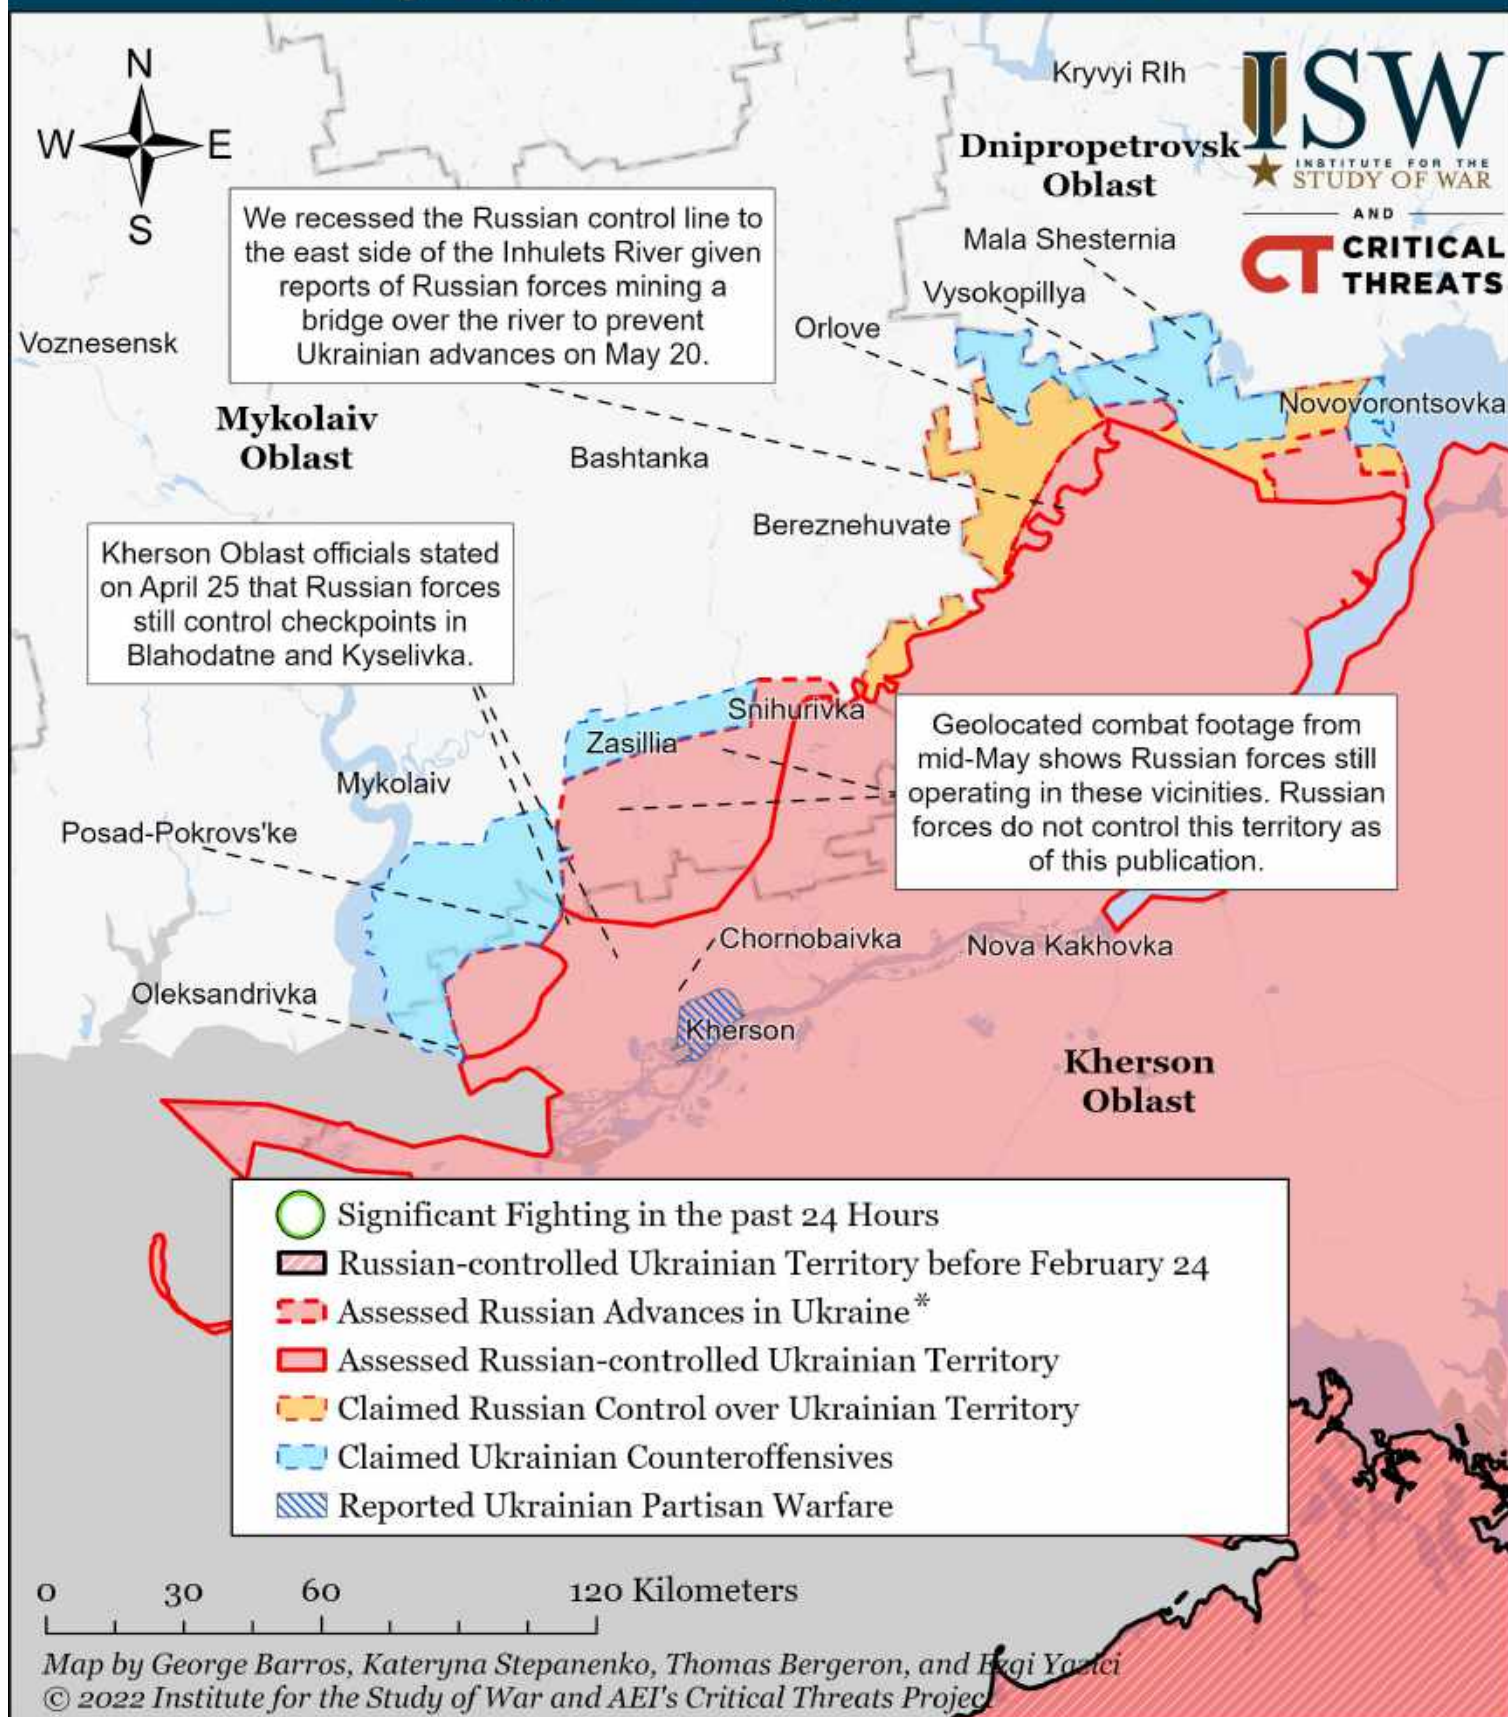 N
W E
S
Kryvyi RIh
Dnipropetrovsk
Oblast
ISW
INSTITUTE FOR THE
STUDY OF WAR
AND
CT CRITICAL
THREATS
We recessed the Russian control line to
the east side of the Inhulets River given
reports of Russian forces mining a
bridge over the river to prevent
Ukrainian advances on May 20.
Mala Shesternia
Vysokopillya
Orlove
Voznesensk
Novovorontsovka
Mykolaiv
Oblast
Bashtanka
Bereznehuvate
Kherson Oblast officials stated
on April 25 that Russian forces
still control checkpoints in
Blahodatne and Kyselivka.
Snihurivka
Zasillia
Geolocated combat footage from
mid-May shows Russian forces still
operating in these vicinities. Russian
forces do not control this territory as
of this publication.
Mykolaiv
Posad-Pokrovs'ke
Chornobaivka
Nova Kakhovka
Oleksandrivka
Kherson
Kherson
Oblast
Significant Fighting in the past 24 Hours
Russian-controlled Ukrainian Territory before February 24
Assessed Russian Advances in Ukraine*
Assessed Russian-controlled Ukrainian Territory
Claimed Russian Control over Ukrainian Territory
Claimed Ukrainian Counteroffensives
Reported Ukrainian Partisan Warfare
0 30 60 120 Kilometers
Map by George Barros, Kateryna Stepanenko, Thomas Bergeron, and Ezgi Yazici
© 2022 Institute for the Study of War and AEI's Critical Threats Project